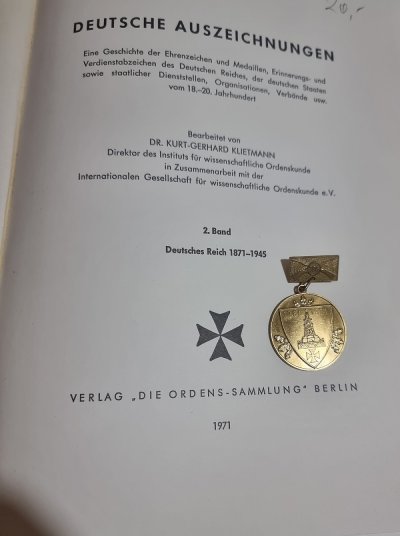 20,-
DEUTSCHE AUSZEICHNUNGEN
Eine Geschichte der Ehrenzeichen und Medaillen, Erinnerungs- und
Verdienstabzeichen des Deutschen Reiches, der deutschen Staaten
sowie staatlicher Dienststellen, Organisationen, Verbände usw.
vom 18.–20. Jahrhundert
Bearbeitet von
DR. KURT-GERHARD KLIETMANN
Direktor des Instituts für wissenschaftliche Ordenskunde
in Zusammenarbeit mit der
Internationalen Gesellschaft für wissenschaftliche Ordenskunde e.V.
2. Band
Deutsches Reich 1871–1945
VERLAG „DIE ORDENS-SAMMLUNG“ BERLIN
1971